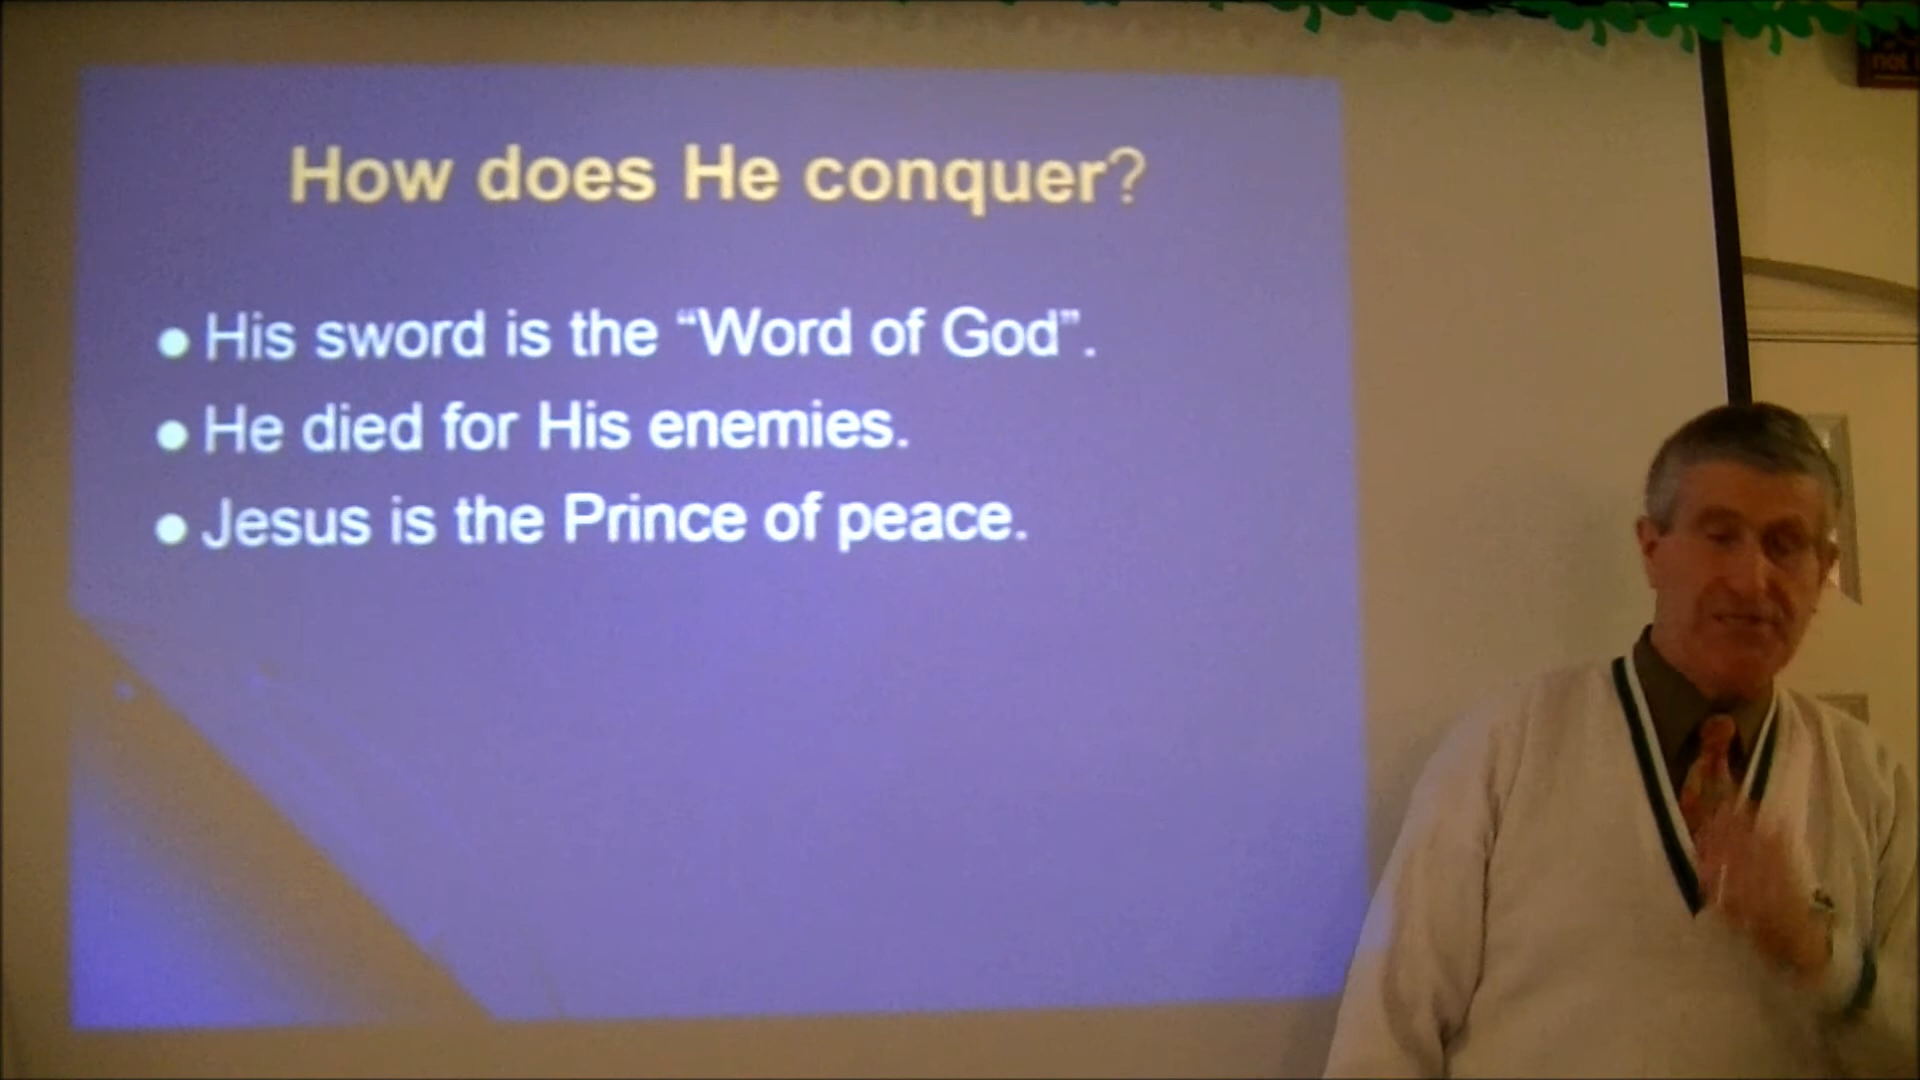 How does He conquer?
● His sword is the “Word of God”.
● He died for His enemies.
● Jesus is the Prince of peace.
not